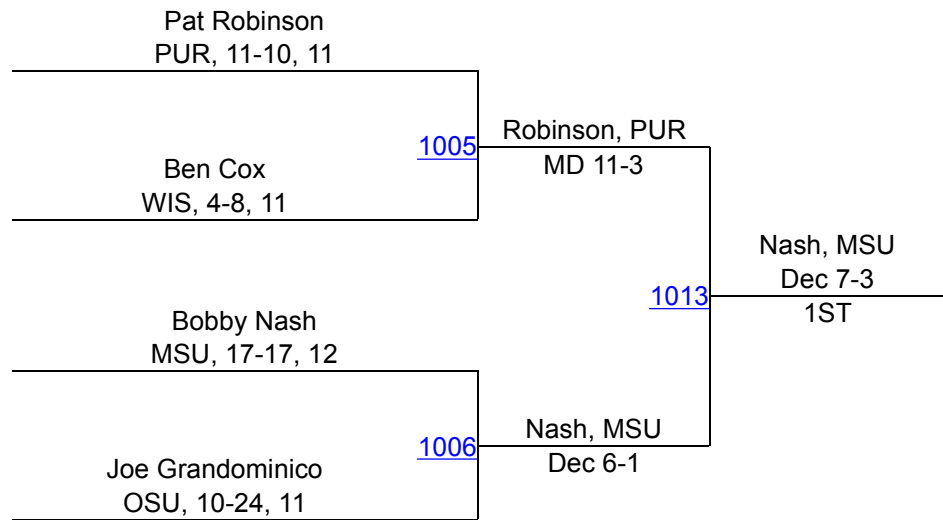 Pat Robinson
PUR, 11-10, 11
1005
Robinson, PUR
MD 11-3
Ben Cox
WIS, 4-8, 11
Nash, MSU
Dec 7-3
1013
1ST
Bobby Nash
MSU, 17-17, 12
1006
Nash, MSU
Dec 6-1
Joe Grandominico
OSU, 10-24, 11